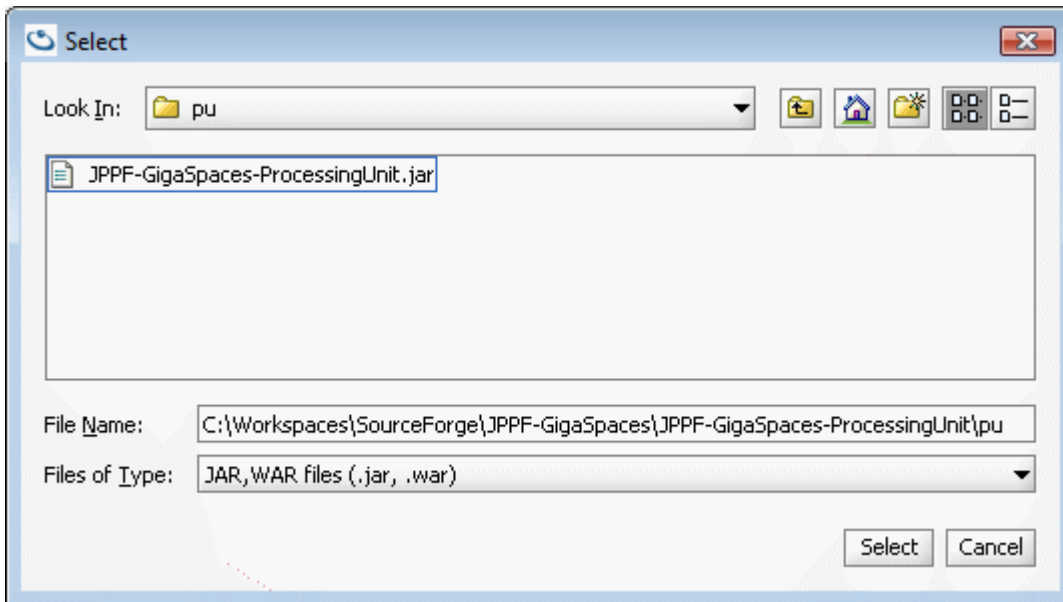 Select
Look In: pu
JPPF-GigaSpaces-ProcessingUnit.jar
File Name: C:\Workspaces\SourceForge\JPPF-GigaSpaces\JPPF-GigaSpaces-ProcessingUnit\pu
Files of Type: JAR,WAR files (.jar, .war)
Select Cancel